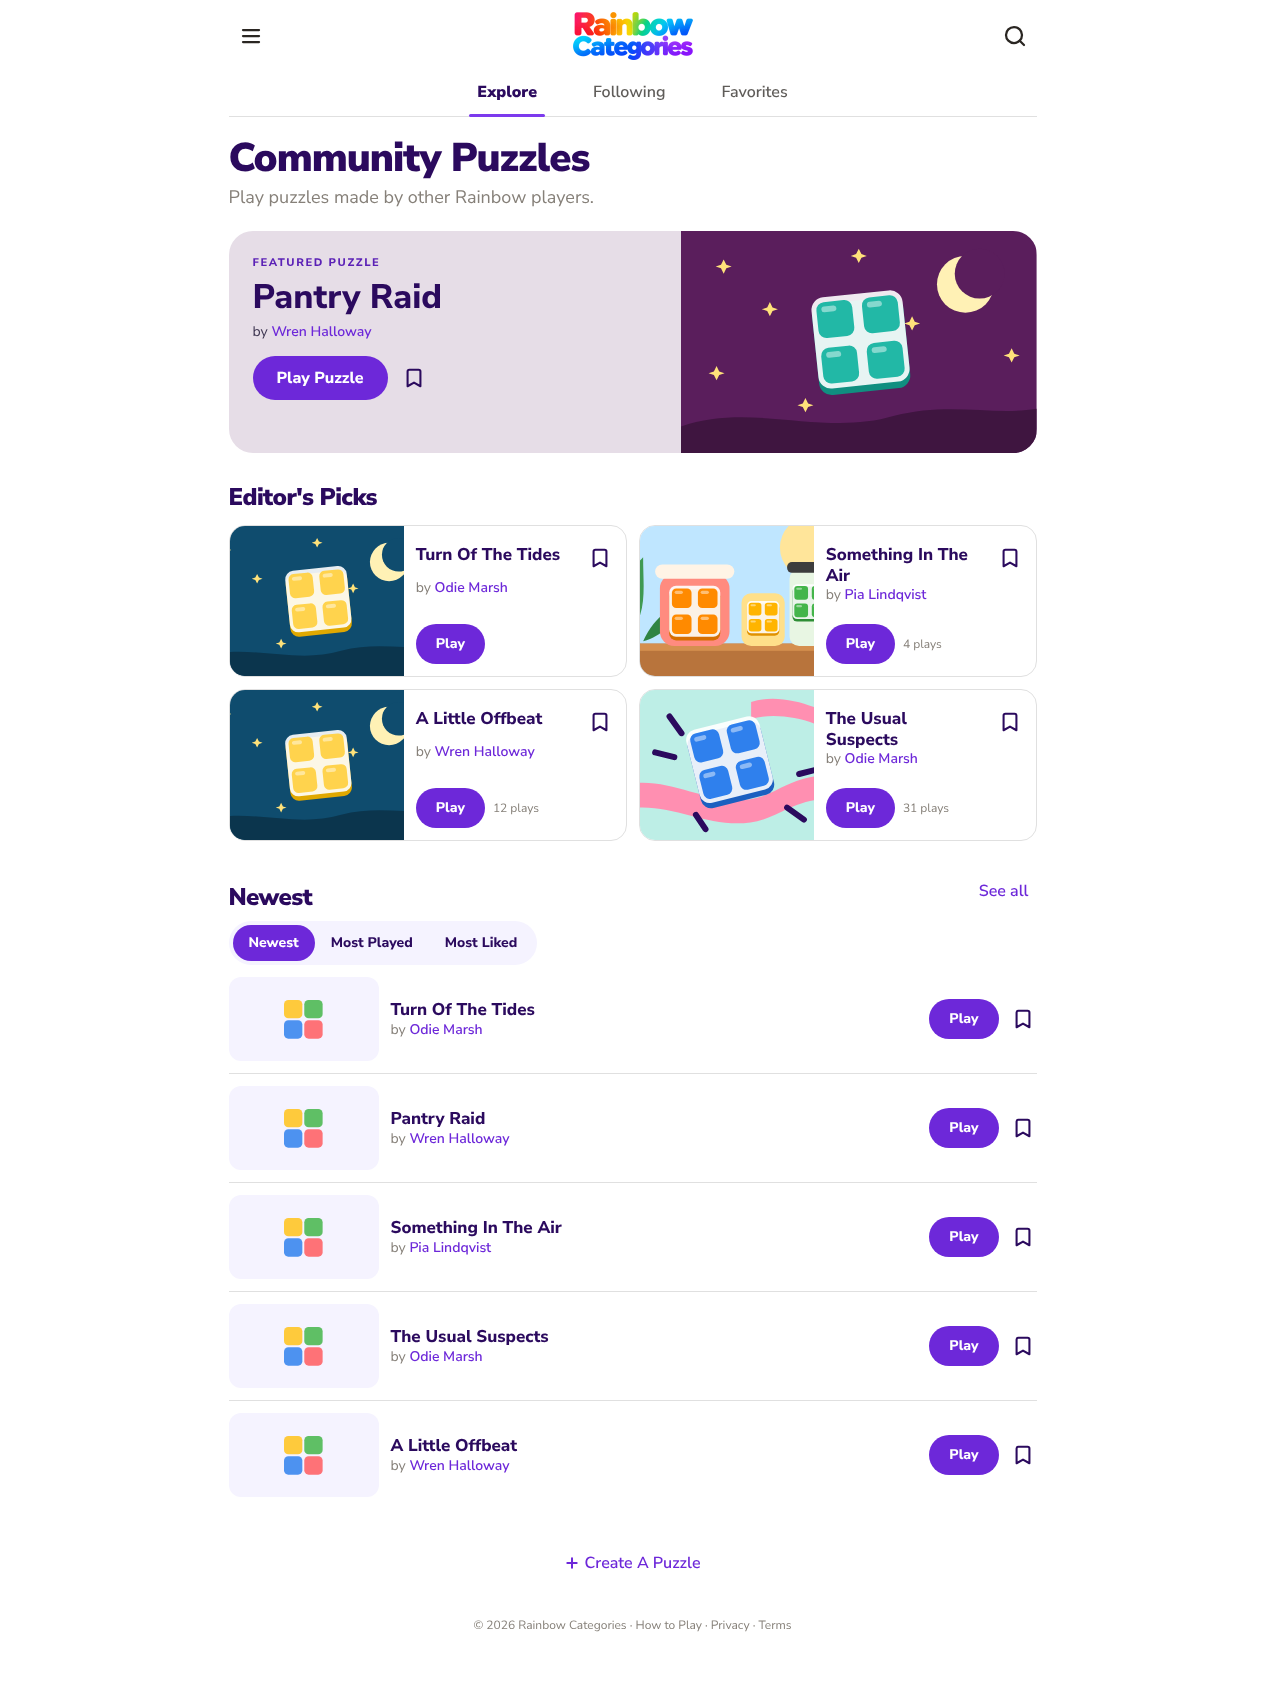 Rainbow
Categories
Explore
Following
Favorites
Community Puzzles
Play puzzles made by other Rainbow players.
FEATURED PUZZLE
Pantry Raid
by Wren Halloway
Play Puzzle
Editor's Picks
Turn Of The Tides
by Odie Marsh
Play
Something In The
Air
by Pia Lindqvist
Play
4 plays
A Little Offbeat
by Wren Halloway
Play
12 plays
The Usual
Suspects
by Odie Marsh
Play
31 plays
Newest
See all
Newest
Most Played
Most Liked
Turn Of The Tides
by Odie Marsh
Play
Pantry Raid
by Wren Halloway
Play
Something In The Air
by Pia Lindqvist
Play
The Usual Suspects
by Odie Marsh
Play
A Little Offbeat
by Wren Halloway
Play
+ Create A Puzzle
© 2026 Rainbow Categories · How to Play · Privacy · Terms